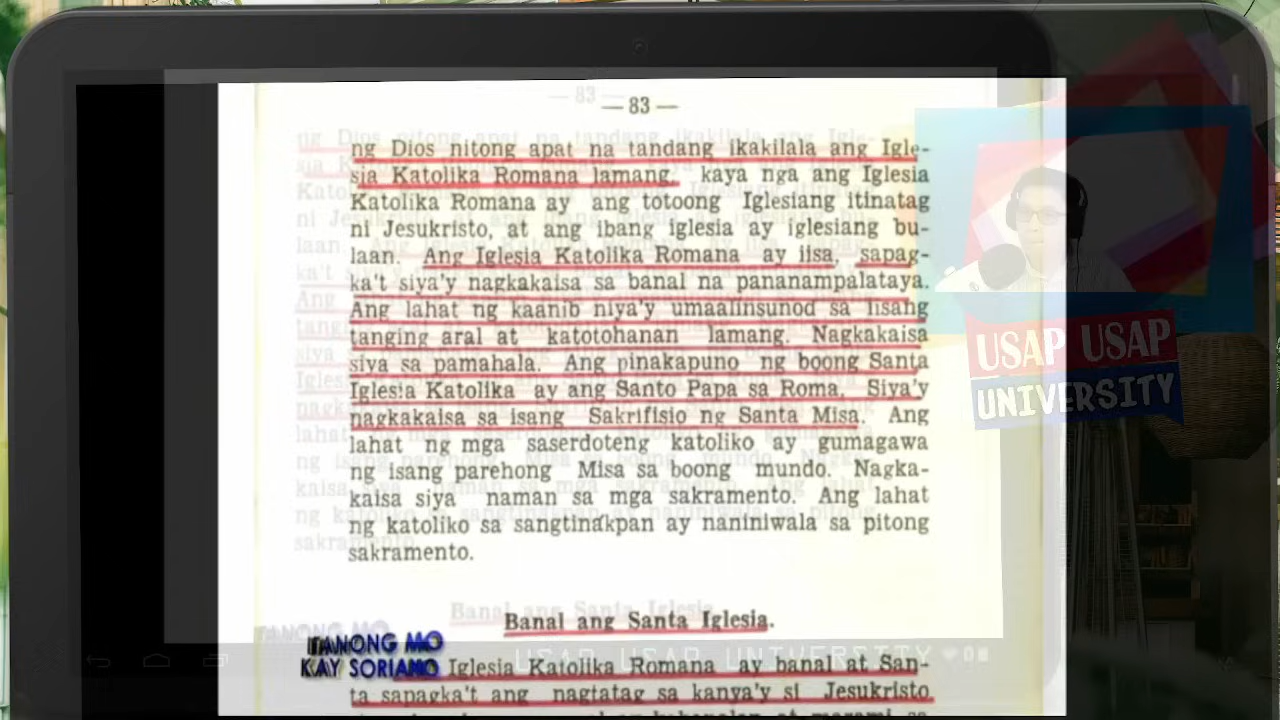 — 83 —
ng Dios nitong apat na tandang ikakilala ang Igle-
sia Katolika Romana lamang, kaya nga ang Iglesia
Katolika Romana ay ang totoong Iglesiang itinatag
ni Jesukristo, at ang ibang iglesia ay iglesiang bu-
laan. Ang Iglesia Katolika Romana ay iisa, sapag-
ka't siya'y nagkakaisa sa banal na pananampalataya.
Ang lahat ng kaanib niya'y umaalinsunod sa iisang
tanging aral at katotohanan lamang. Nagkakaisa
siya sa pamahala. Ang pinakapuno ng boong Santa
Iglesia Katolika ay ang Santo Papa sa Roma. Siya'y
nagkakaisa sa isang Sakrifisio ng Santa Misa. Ang
lahat ng mga saserdoteng katoliko ay gumagawa
ng isang parehong Misa sa boong mundo. Nagka-
kaisa siya naman sa mga sakramento. Ang lahat
ng katoliko sa sangtinakpan ay naniniwala sa pitong
sakramento.
Banal ang Santa Iglesia.
Iglesia Katolika Romana ay banal at San-
ta sapagka't ang nagtatag sa kanya'y si Jesukristo
TANONG MO
KAY SORIANO
USAP USAP
UNIVERSITY
USAP USAP UNIVERSITY